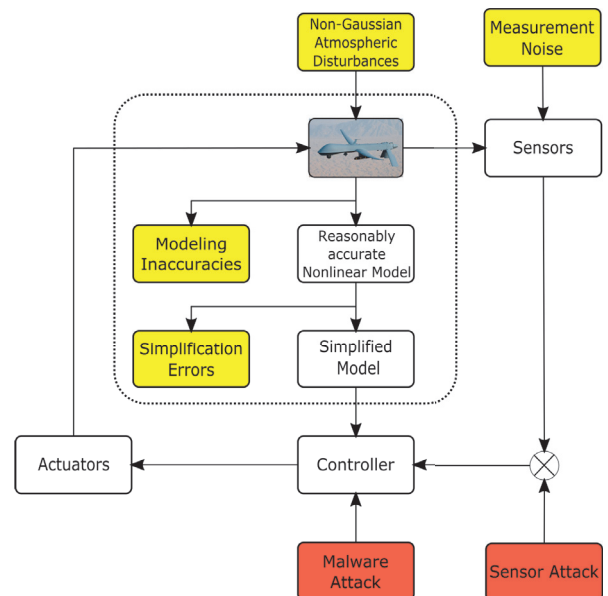 Non-Gaussian
Atmospheric
Disturbances
Measurement
Noise
Sensors
Modeling
Inaccuracies
Reasonably
accurate
Nonlinear Model
Simplification
Errors
Simplified
Model
Actuators
Controller
Malware
Attack
Sensor Attack